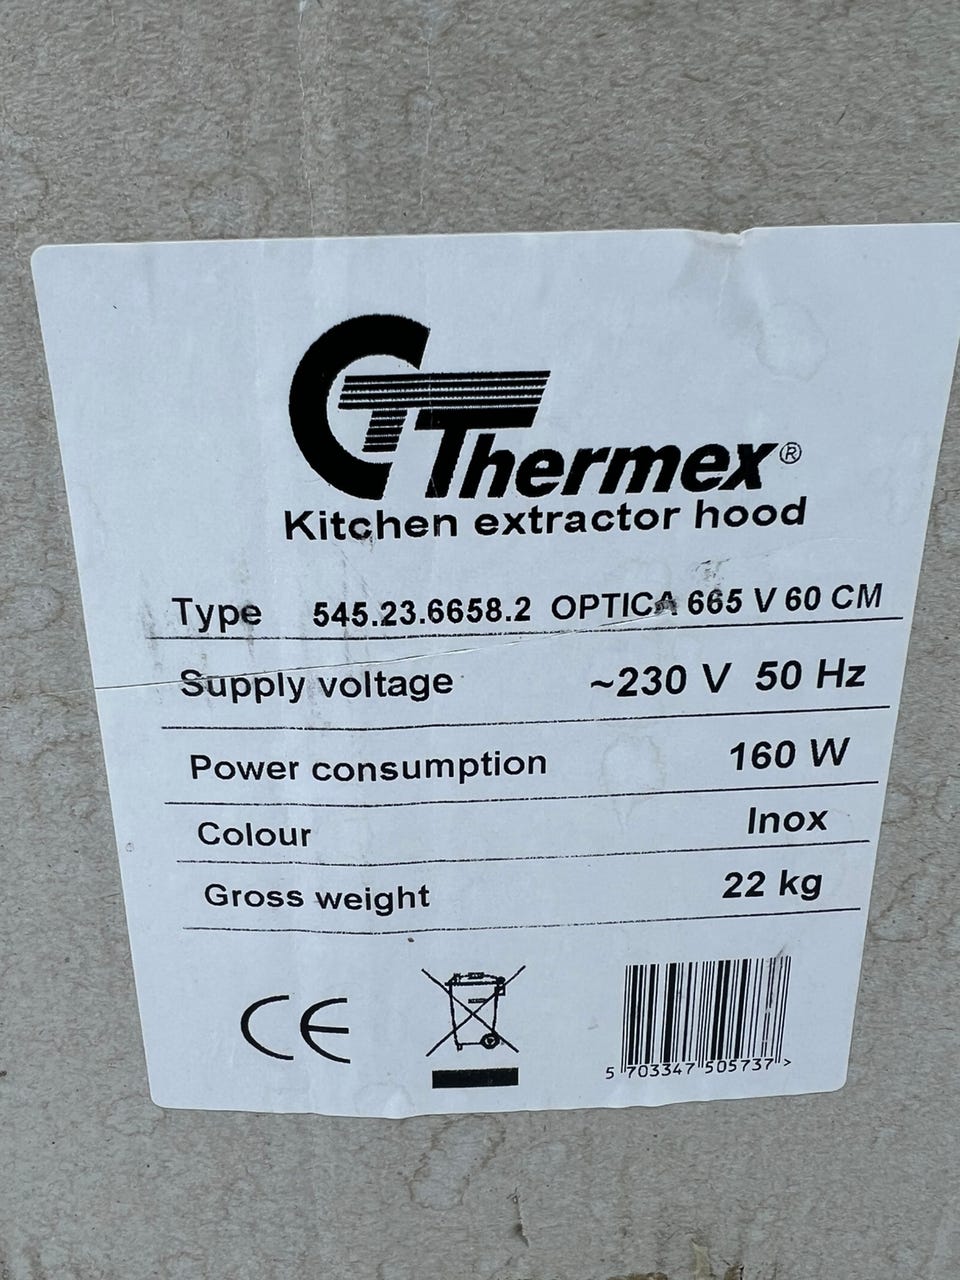 Thermex®
Kitchen extractor hood
Type 545.23.6658.2 OPTICA 665 V 60 CM
Supply voltage ~230 V 50 Hz
Power consumption 160 W
Colour Inox
Gross weight 22 kg
CE
5 703347 505737 >